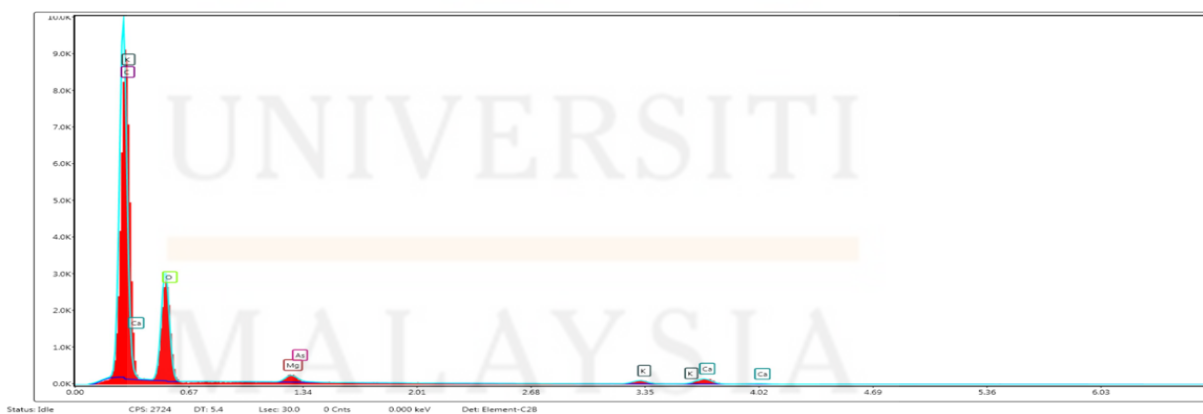 10.0K
9.0K
8.0K
7.0K
6.0K
5.0K
4.0K
3.0K
2.0K
1.0K
0.0K
K
C
Ca
O
As
Mg
K
K
Ca
Ca
0.00 0.67 1.34 2.01 2.68 3.35 4.02 4.69 5.36 6.03
Status: Idle CPS: 2724 DT: 5.4 Lsec: 30.0 0 Cnts 0.000 keV Det: Element-C2B
UNIVERSITI
MALAYSIA